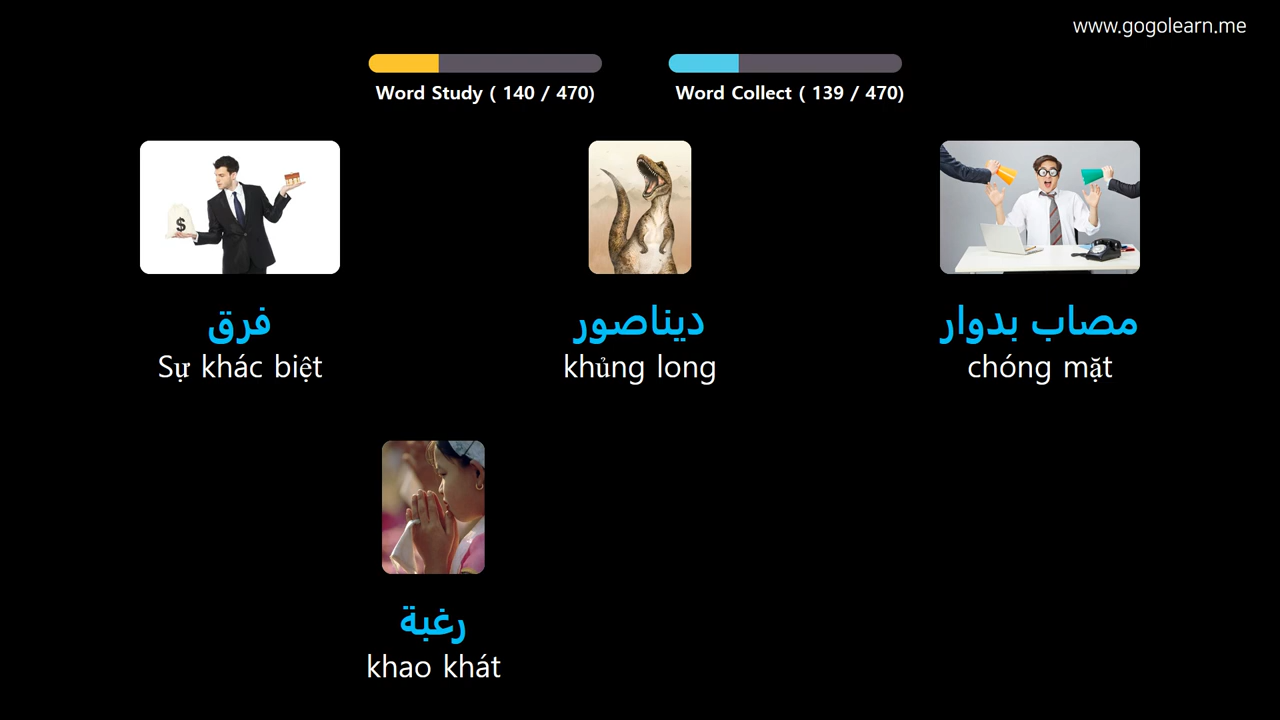 www.gogolearn.me
Word Study ( 140 / 470)
Word Collect ( 139 / 470)
فرق
Sự khác biệt
ديناصور
khủng long
مصاب بدوار
chóng mặt
رغبة
khao khát
$